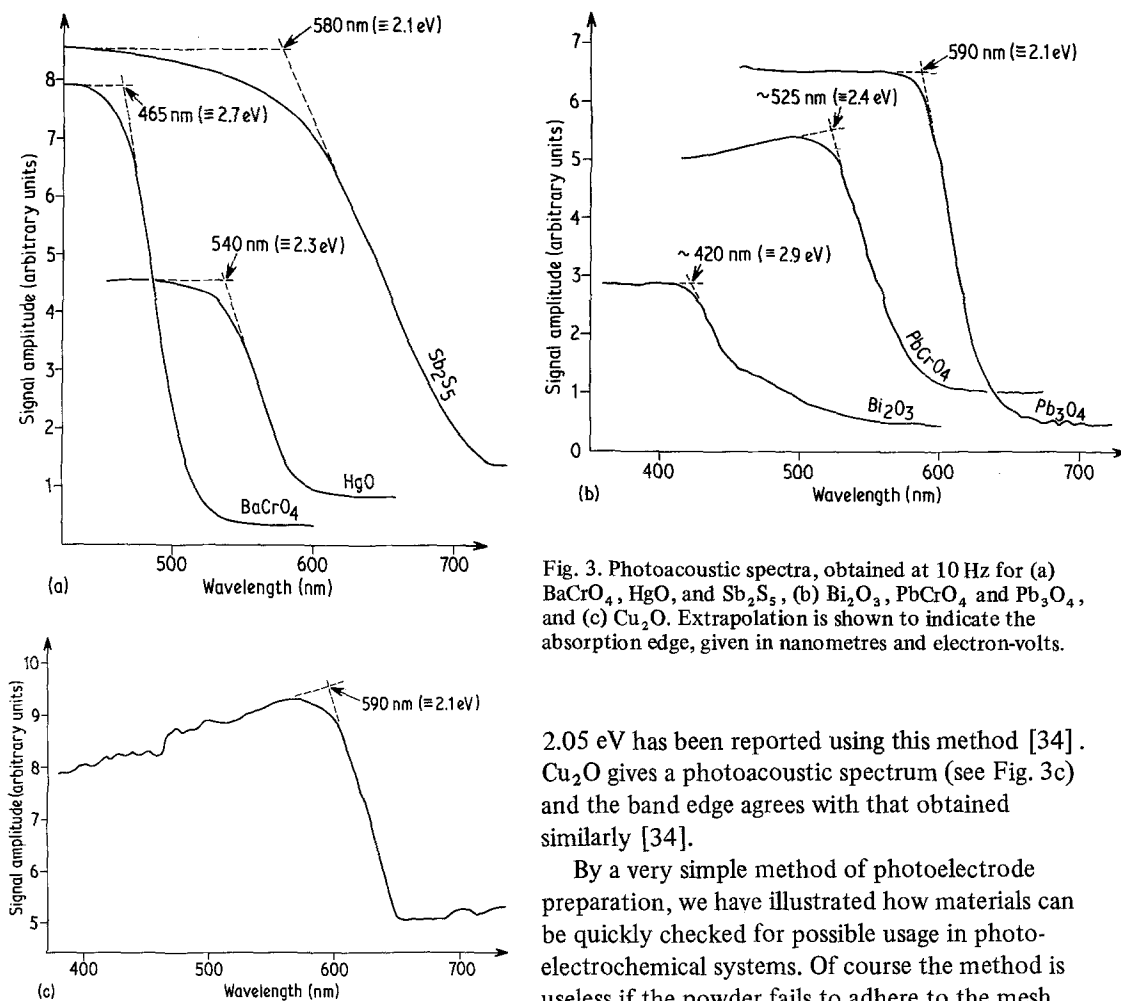 580 nm (≡ 2.1 eV)
465 nm (≡ 2.7 eV)
540 nm (≡ 2.3 eV)
Signal amplitude (arbitrary units)
8
7
6
5
4
3
2
1
Sb₂S₅
HgO
BaCrO₄
500
600
700
Wavelength (nm)
(a)
590 nm (≡ 2.1eV)
~ 525 nm (≡ 2.4 eV)
~ 420 nm (≡ 2.9 eV)
Signal amplitude (arbitrary units)
7
6
5
4
3
2
1
0
PbCrO₄
Bi₂O₃
Pb₃O₄
400
500
600
700
Wavelength (nm)
(b)
Fig. 3. Photoacoustic spectra, obtained at 10 Hz for (a)
BaCrO₄, HgO, and Sb₂S₅, (b) Bi₂O₃, PbCrO₄ and Pb₃O₄,
and (c) Cu₂O. Extrapolation is shown to indicate the
absorption edge, given in nanometres and electron-volts.
590 nm (≡ 2.1eV)
Signal amplitude (arbitrary units)
10
9
8
7
6
5
400
500
600
700
Wavelength (nm)
(c)
2.05 eV has been reported using this method [34].
Cu₂O gives a photoacoustic spectrum (see Fig. 3c)
and the band edge agrees with that obtained
similarly [34].
By a very simple method of photoelectrode
preparation, we have illustrated how materials can
be quickly checked for possible usage in photo-
electrochemical systems. Of course the method is
useless if the powder fails to adhere to the mesh